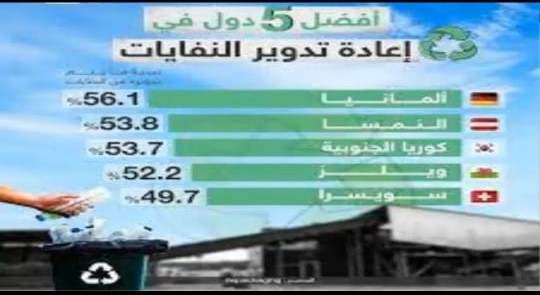 أفضل 5 دول في
إعادة تدوير النفايات
ألمانيا %56.1
النمسا %53.8
كوريا الجنوبية %53.7
ويلز %52.2
سويسرا %49.7